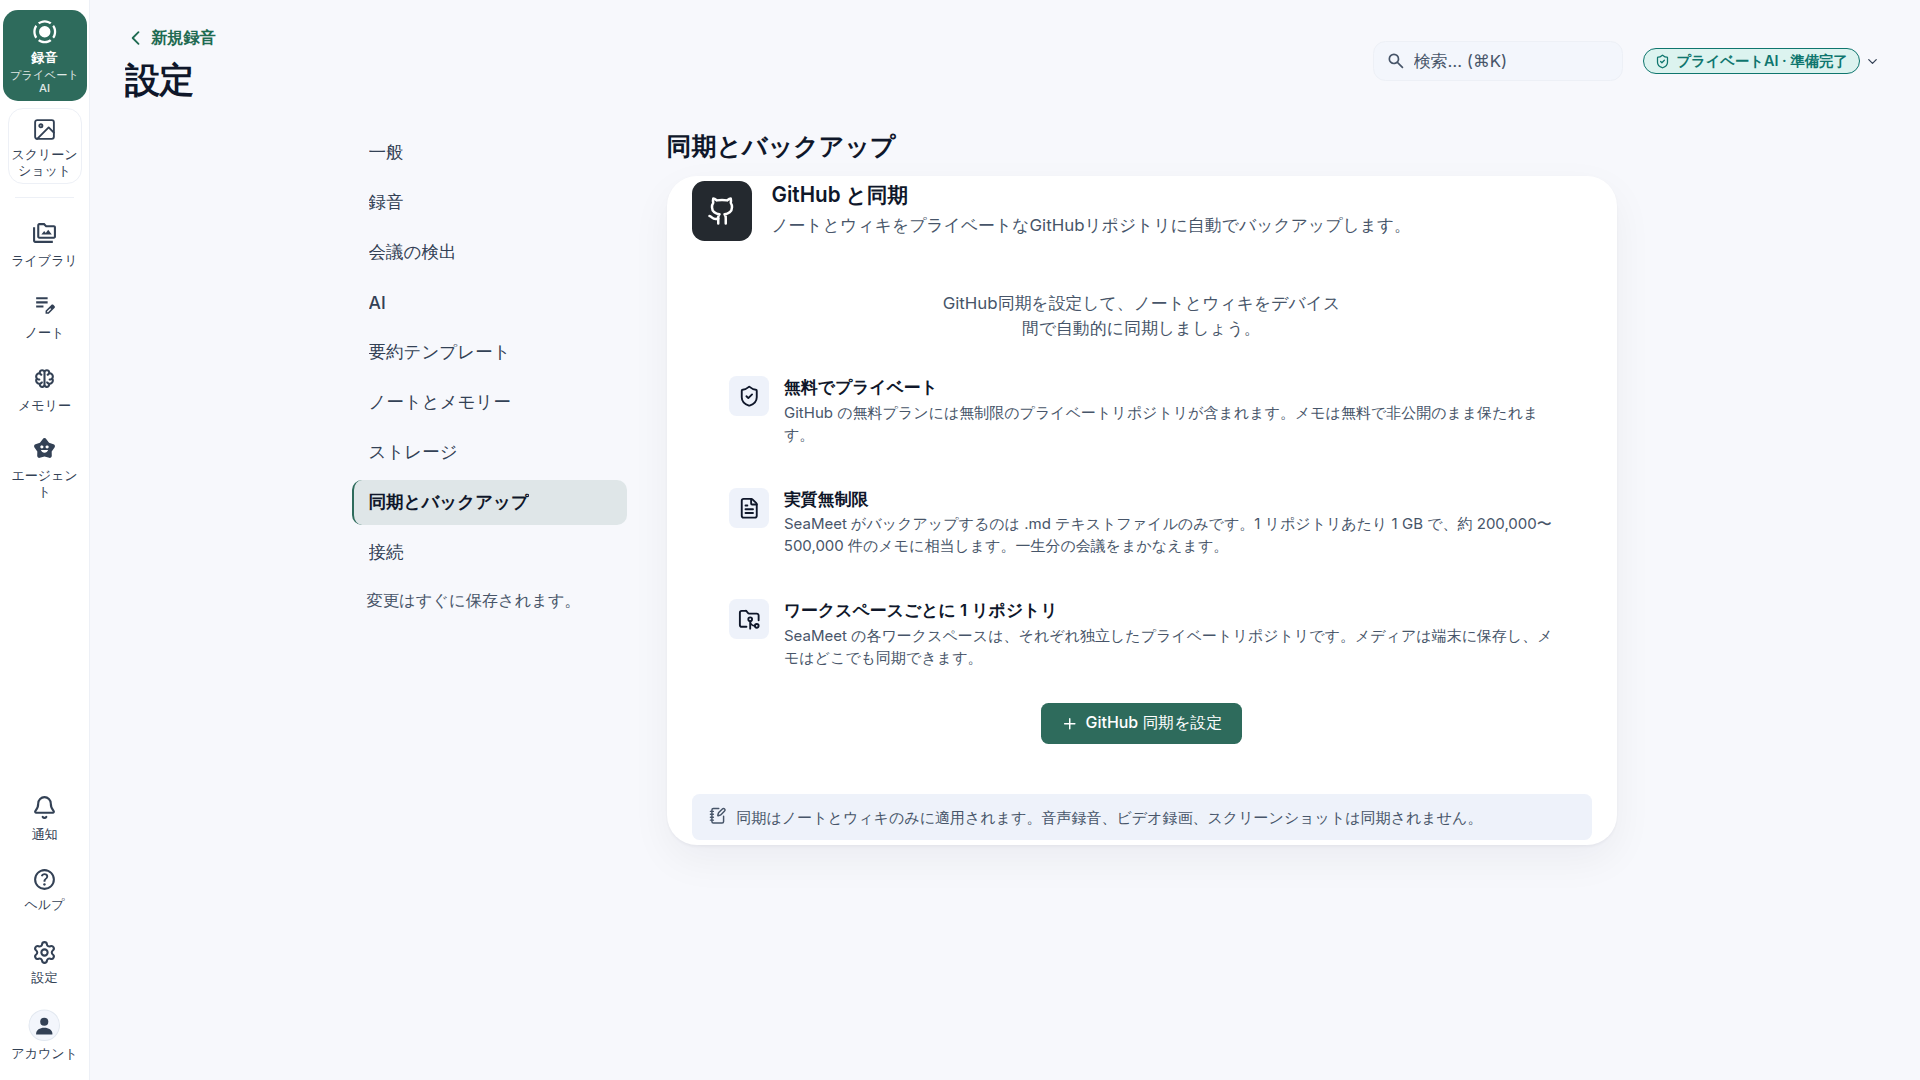 録音
プライベート
AI
スクリーン
ショット
ライブラリ
ノート
メモリー
エージェン
ト
通知
ヘルプ
設定
アカウント
新規録音
設定
検索... (⌘K)
プライベートAI · 準備完了
一般
録音
会議の検出
AI
要約テンプレート
ノートとメモリー
ストレージ
同期とバックアップ
接続
変更はすぐに保存されます。
同期とバックアップ
GitHub と同期
ノートとウィキをプライベートなGitHubリポジトリに自動でバックアップします。
GitHub同期を設定して、ノートとウィキをデバイス
間で自動的に同期しましょう。
無料でプライベート
GitHub の無料プランには無制限のプライベートリポジトリが含まれます。メモは無料で非公開のまま保たれま
す。
実質無制限
SeaMeet がバックアップするのは .md テキストファイルのみです。1 リポジトリあたり 1 GB で、約 200,000〜
500,000 件のメモに相当します。一生分の会議をまかなえます。
ワークスペースごとに 1 リポジトリ
SeaMeet の各ワークスペースは、それぞれ独立したプライベートリポジトリです。メディアは端末に保存し、メ
モはどこでも同期できます。
GitHub 同期を設定
同期はノートとウィキのみに適用されます。音声録音、ビデオ録画、スクリーンショットは同期されません。